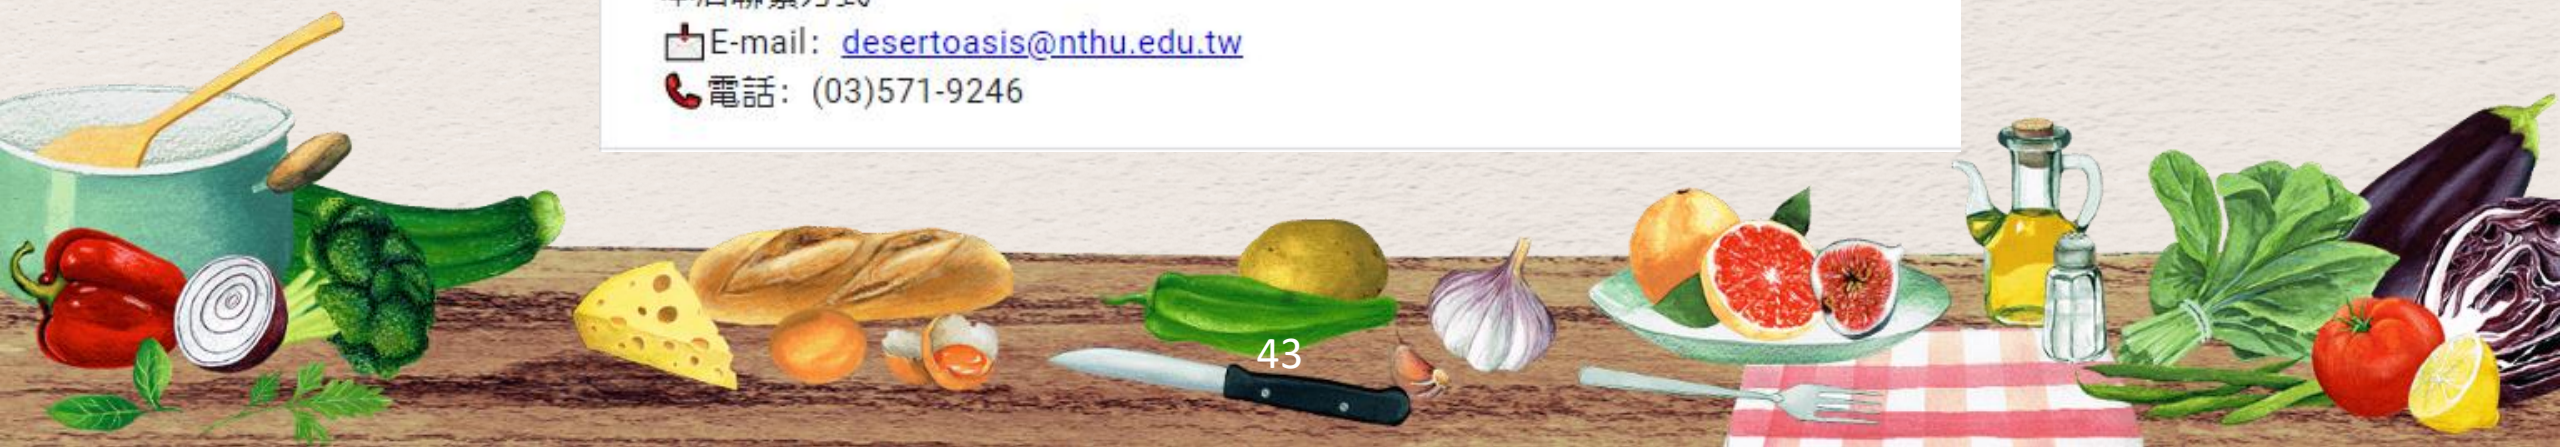 E-mail: desertoasis@nthu.edu.tw
電話: (03)571-9246
43